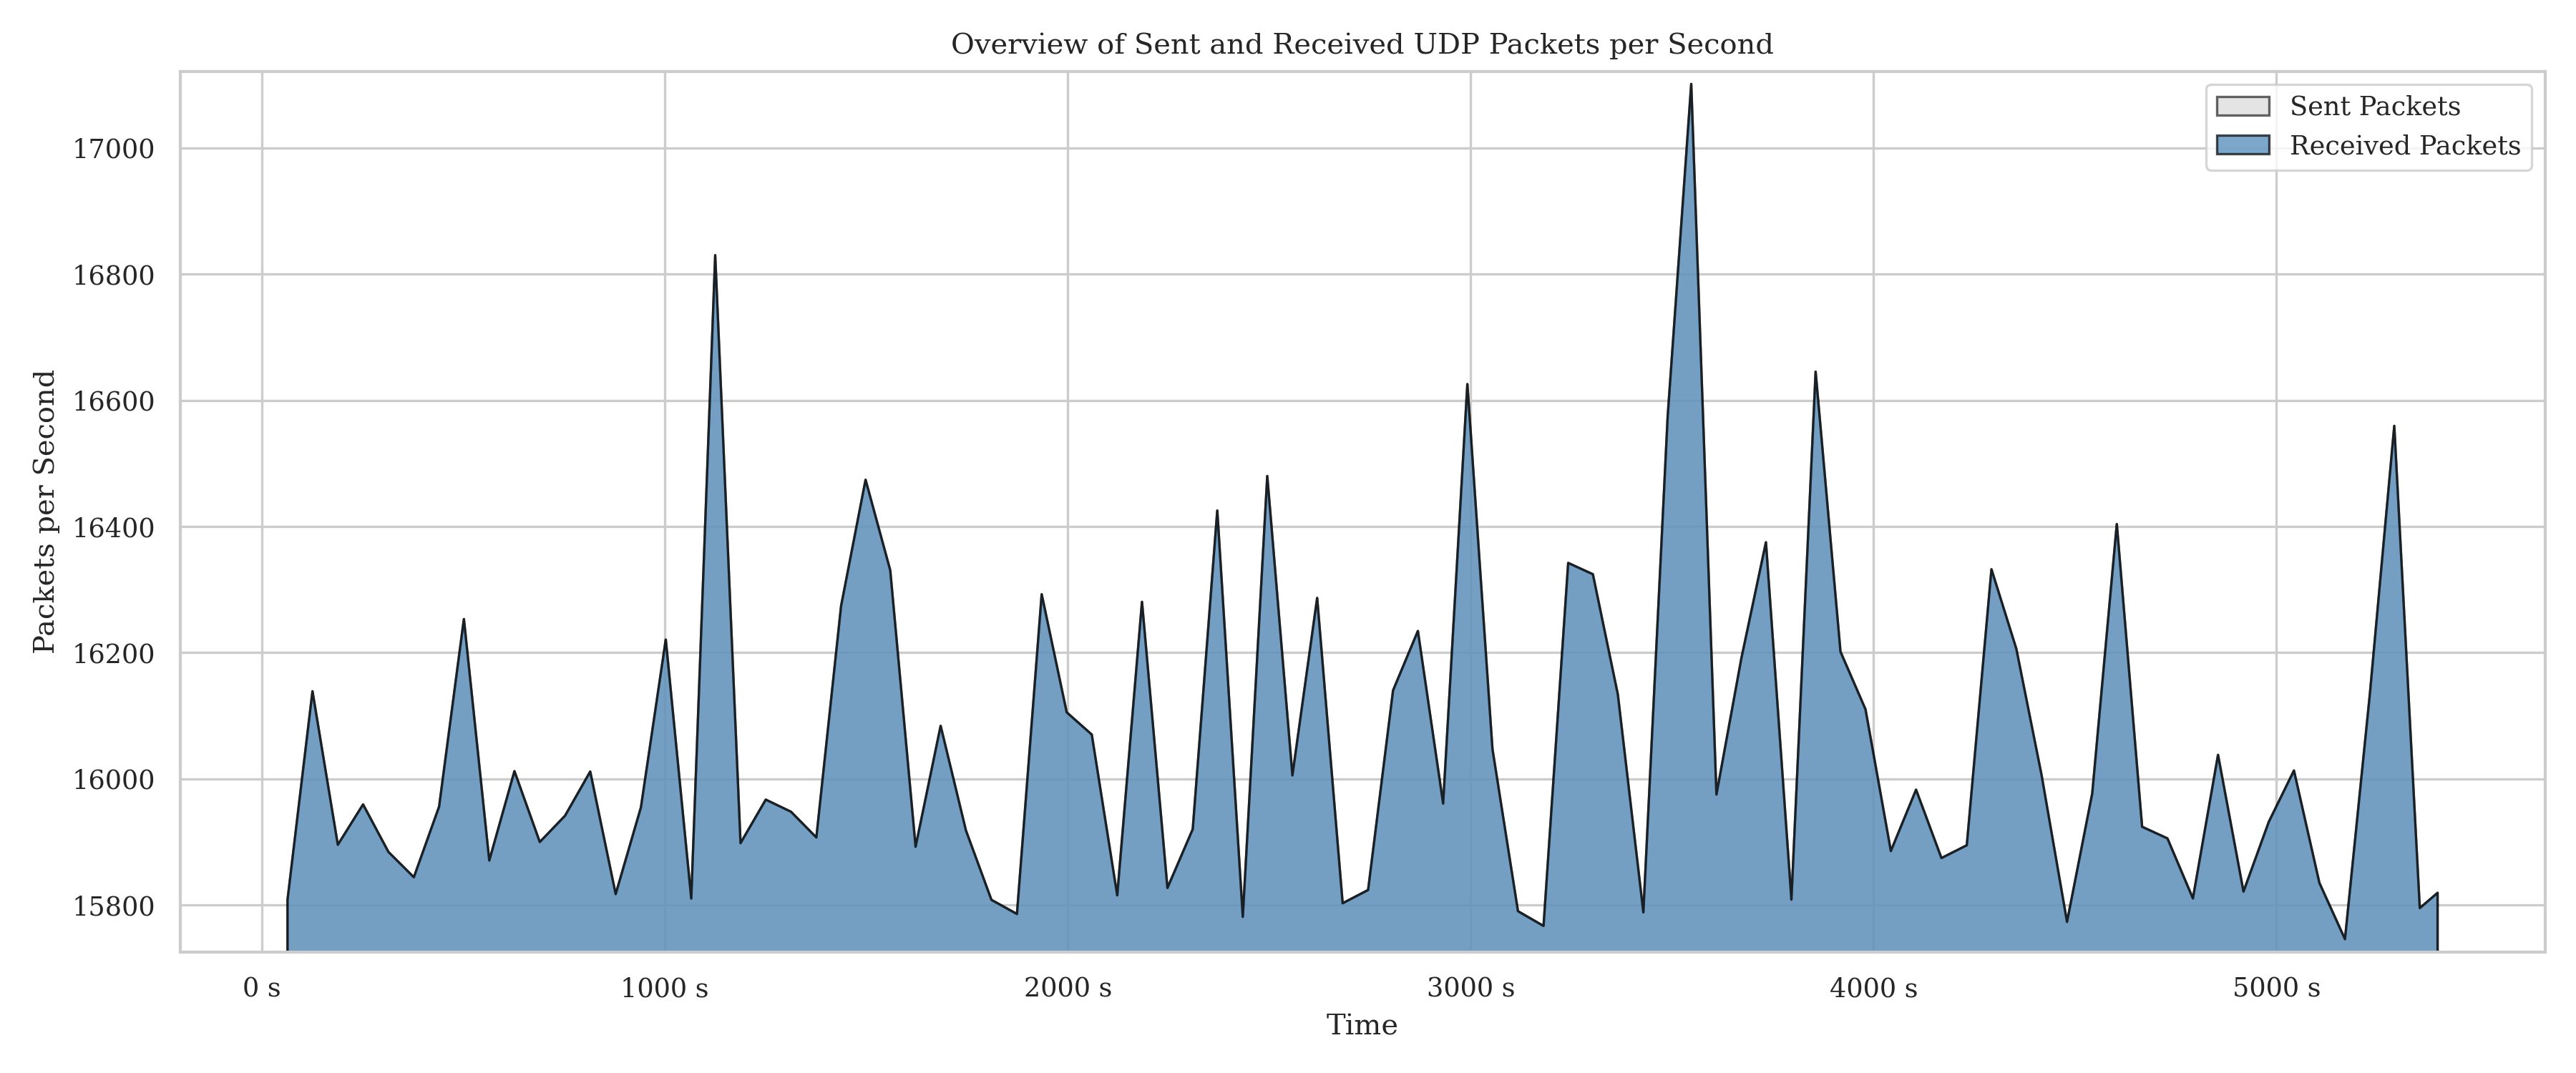 Overview of Sent and Received UDP Packets per Second
Sent Packets
Received Packets
Packets per Second
17000
16800
16600
16400
16200
16000
15800
0 s
1000 s
2000 s
3000 s
4000 s
5000 s
Time